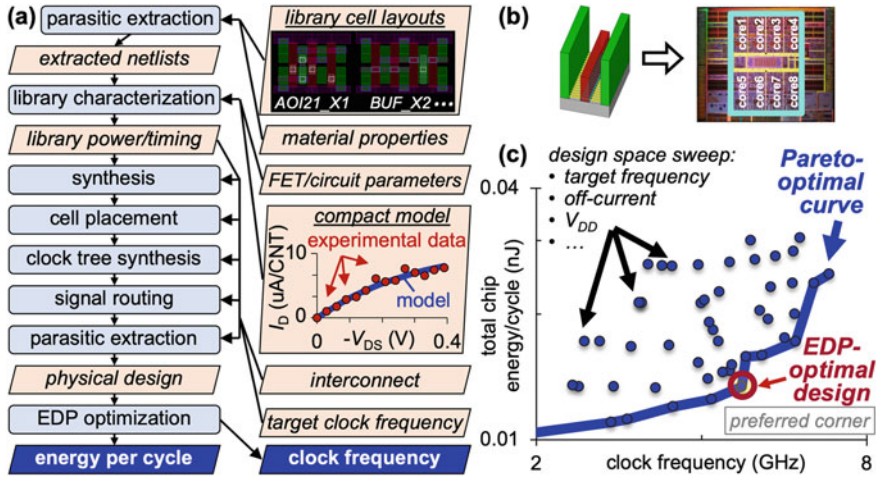 (a)
parasitic extraction
extracted netlists
library characterization
library power/timing
synthesis
cell placement
clock tree synthesis
signal routing
parasitic extraction
physical design
EDP optimization
energy per cycle
library cell layouts
AOI21_X1 BUF_X2•••
material properties
FET/circuit parameters
compact model
experimental data
model
10
0
I_D (uA/CNT)
0
-V_DS (V)
0.4
interconnect
target clock frequency
clock frequency
(b)
core1
core2
core3
core4
core5
core6
core7
core8
(c)
design space sweep:
• target frequency
• off-current
• V_DD
• ...
Pareto-
optimal
curve
0.04
total chip
energy/cycle (nJ)
0.01
EDP-
optimal
design
preferred corner
2
clock frequency (GHz)
8